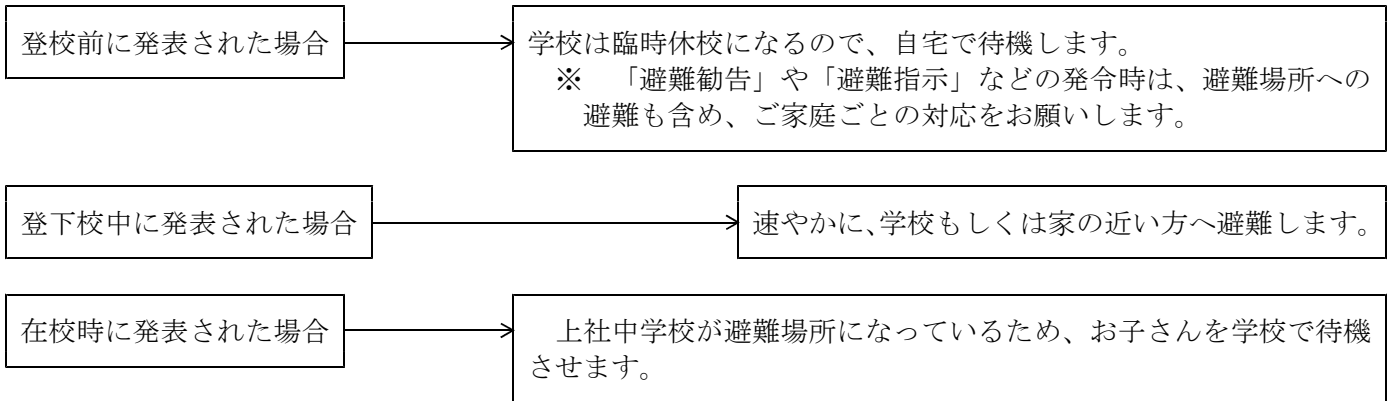 登校前に発表された場合
学校は臨時休校になるので、自宅で待機します。
※　「避難勧告」や「避難指示」などの発令時は、避難場所への
避難も含め、ご家庭ごとの対応をお願いします。
登下校中に発表された場合
速やかに、学校もしくは家の近い方へ避難します。
在校時に発表された場合
上社中学校が避難場所になっているため、お子さんを学校で待機
させます。